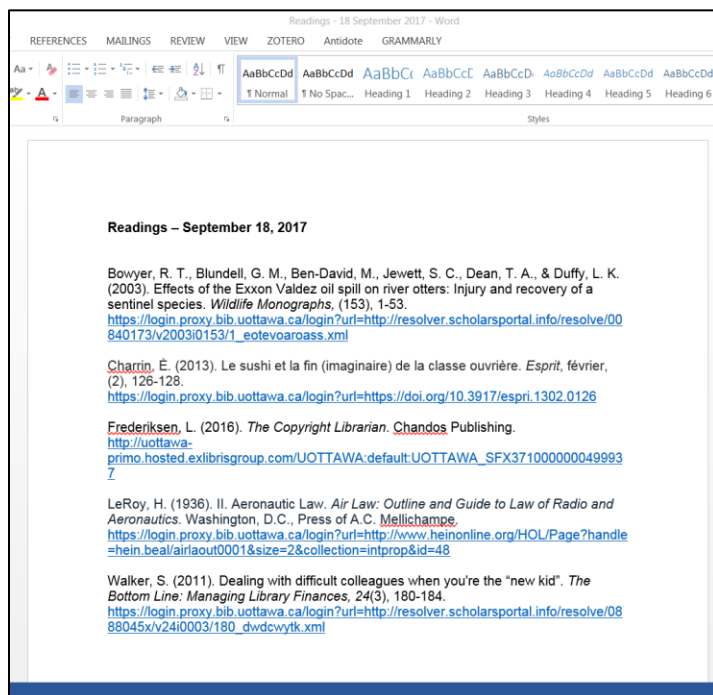 Readings - 18 September 2017 - Word
REFERENCES MAILINGS REVIEW VIEW ZOTERO Antidote GRAMMARLY
Aa
AaBbCcDd AaBbCcDd AaBbCc AaBbCcE AaBbCcDd AaBbCcDd AaBbCcDd AaBbCcDd
¶ Normal ¶ No Spac... Heading 1 Heading 2 Heading 3 Heading 4 Heading 5 Heading 6
Paragraph Styles
Readings – September 18, 2017
Bowyer, R. T., Blundell, G. M., Ben-David, M., Jewett, S. C., Dean, T. A., & Duffy, L. K.
(2003). Effects of the Exxon Valdez oil spill on river otters: Injury and recovery of a
sentinel species. Wildlife Monographs, (153), 1-53.
https://login.proxy.bib.uottawa.ca/login?url=http://resolver.scholarsportal.info/resolve/00
840173/v2003i0153/1_eotevoaroass.xml
Charrin, É. (2013). Le sushi et la fin (imaginaire) de la classe ouvrière. Esprit, février,
(2), 126-128.
https://login.proxy.bib.uottawa.ca/login?url=https://doi.org/10.3917/espri.1302.0126
Frederiksen, L. (2016). The Copyright Librarian. Chandos Publishing.
http://uottawa-
primo.hosted.exlibrisgroup.com/UOTTAWA:default:UOTTAWA_SFX371000000049993
7
LeRoy, H. (1936). II. Aeronautic Law. Air Law: Outline and Guide to Law of Radio and
Aeronautics. Washington, D.C., Press of A.C. Mellichampe.
https://login.proxy.bib.uottawa.ca/login?url=http://www.heinonline.org/HOL/Page?handle
=hein.beal/airlaout0001&size=2&collection=intprop&id=48
Walker, S. (2011). Dealing with difficult colleagues when you're the “new kid”. The
Bottom Line: Managing Library Finances, 24(3), 180-184.
https://login.proxy.bib.uottawa.ca/login?url=http://resolver.scholarsportal.info/resolve/08
88045x/v24i0003/180_dwdcwytk.xml